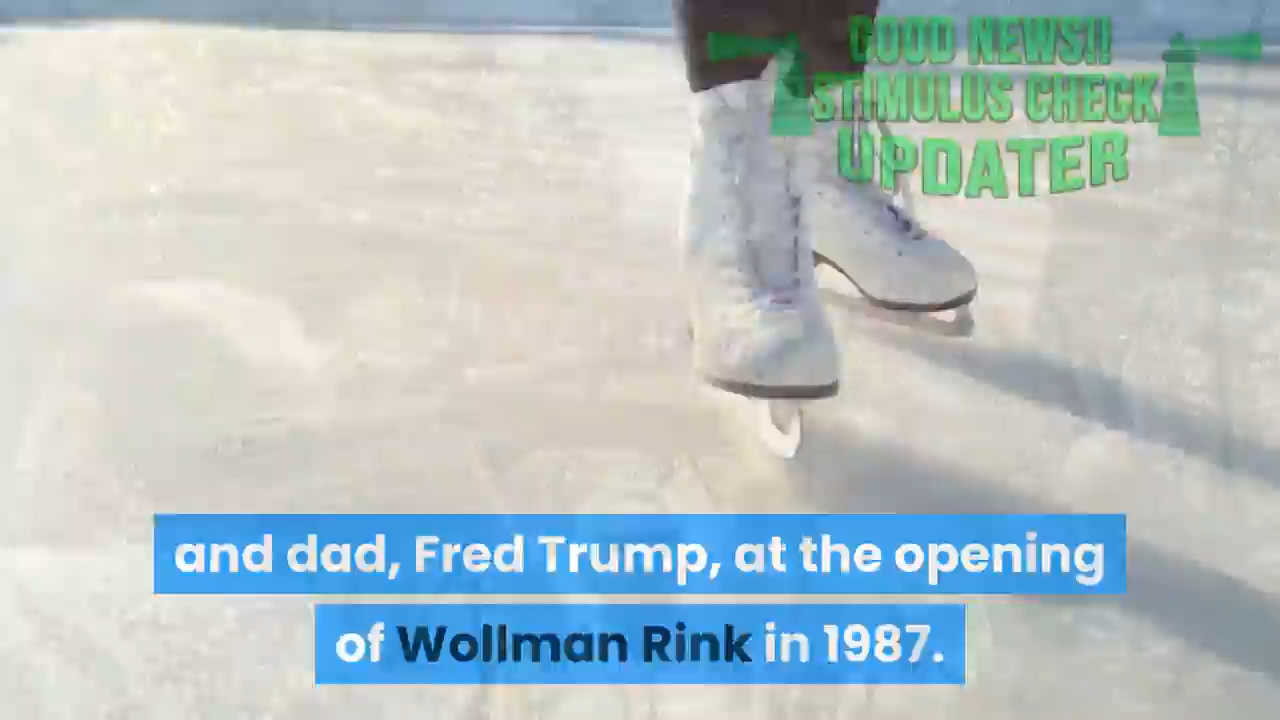 GOOD NEWS!!
STIMULUS CHECK
UPDATER
and dad, Fred Trump, at the opening
of Wollman Rink in 1987.